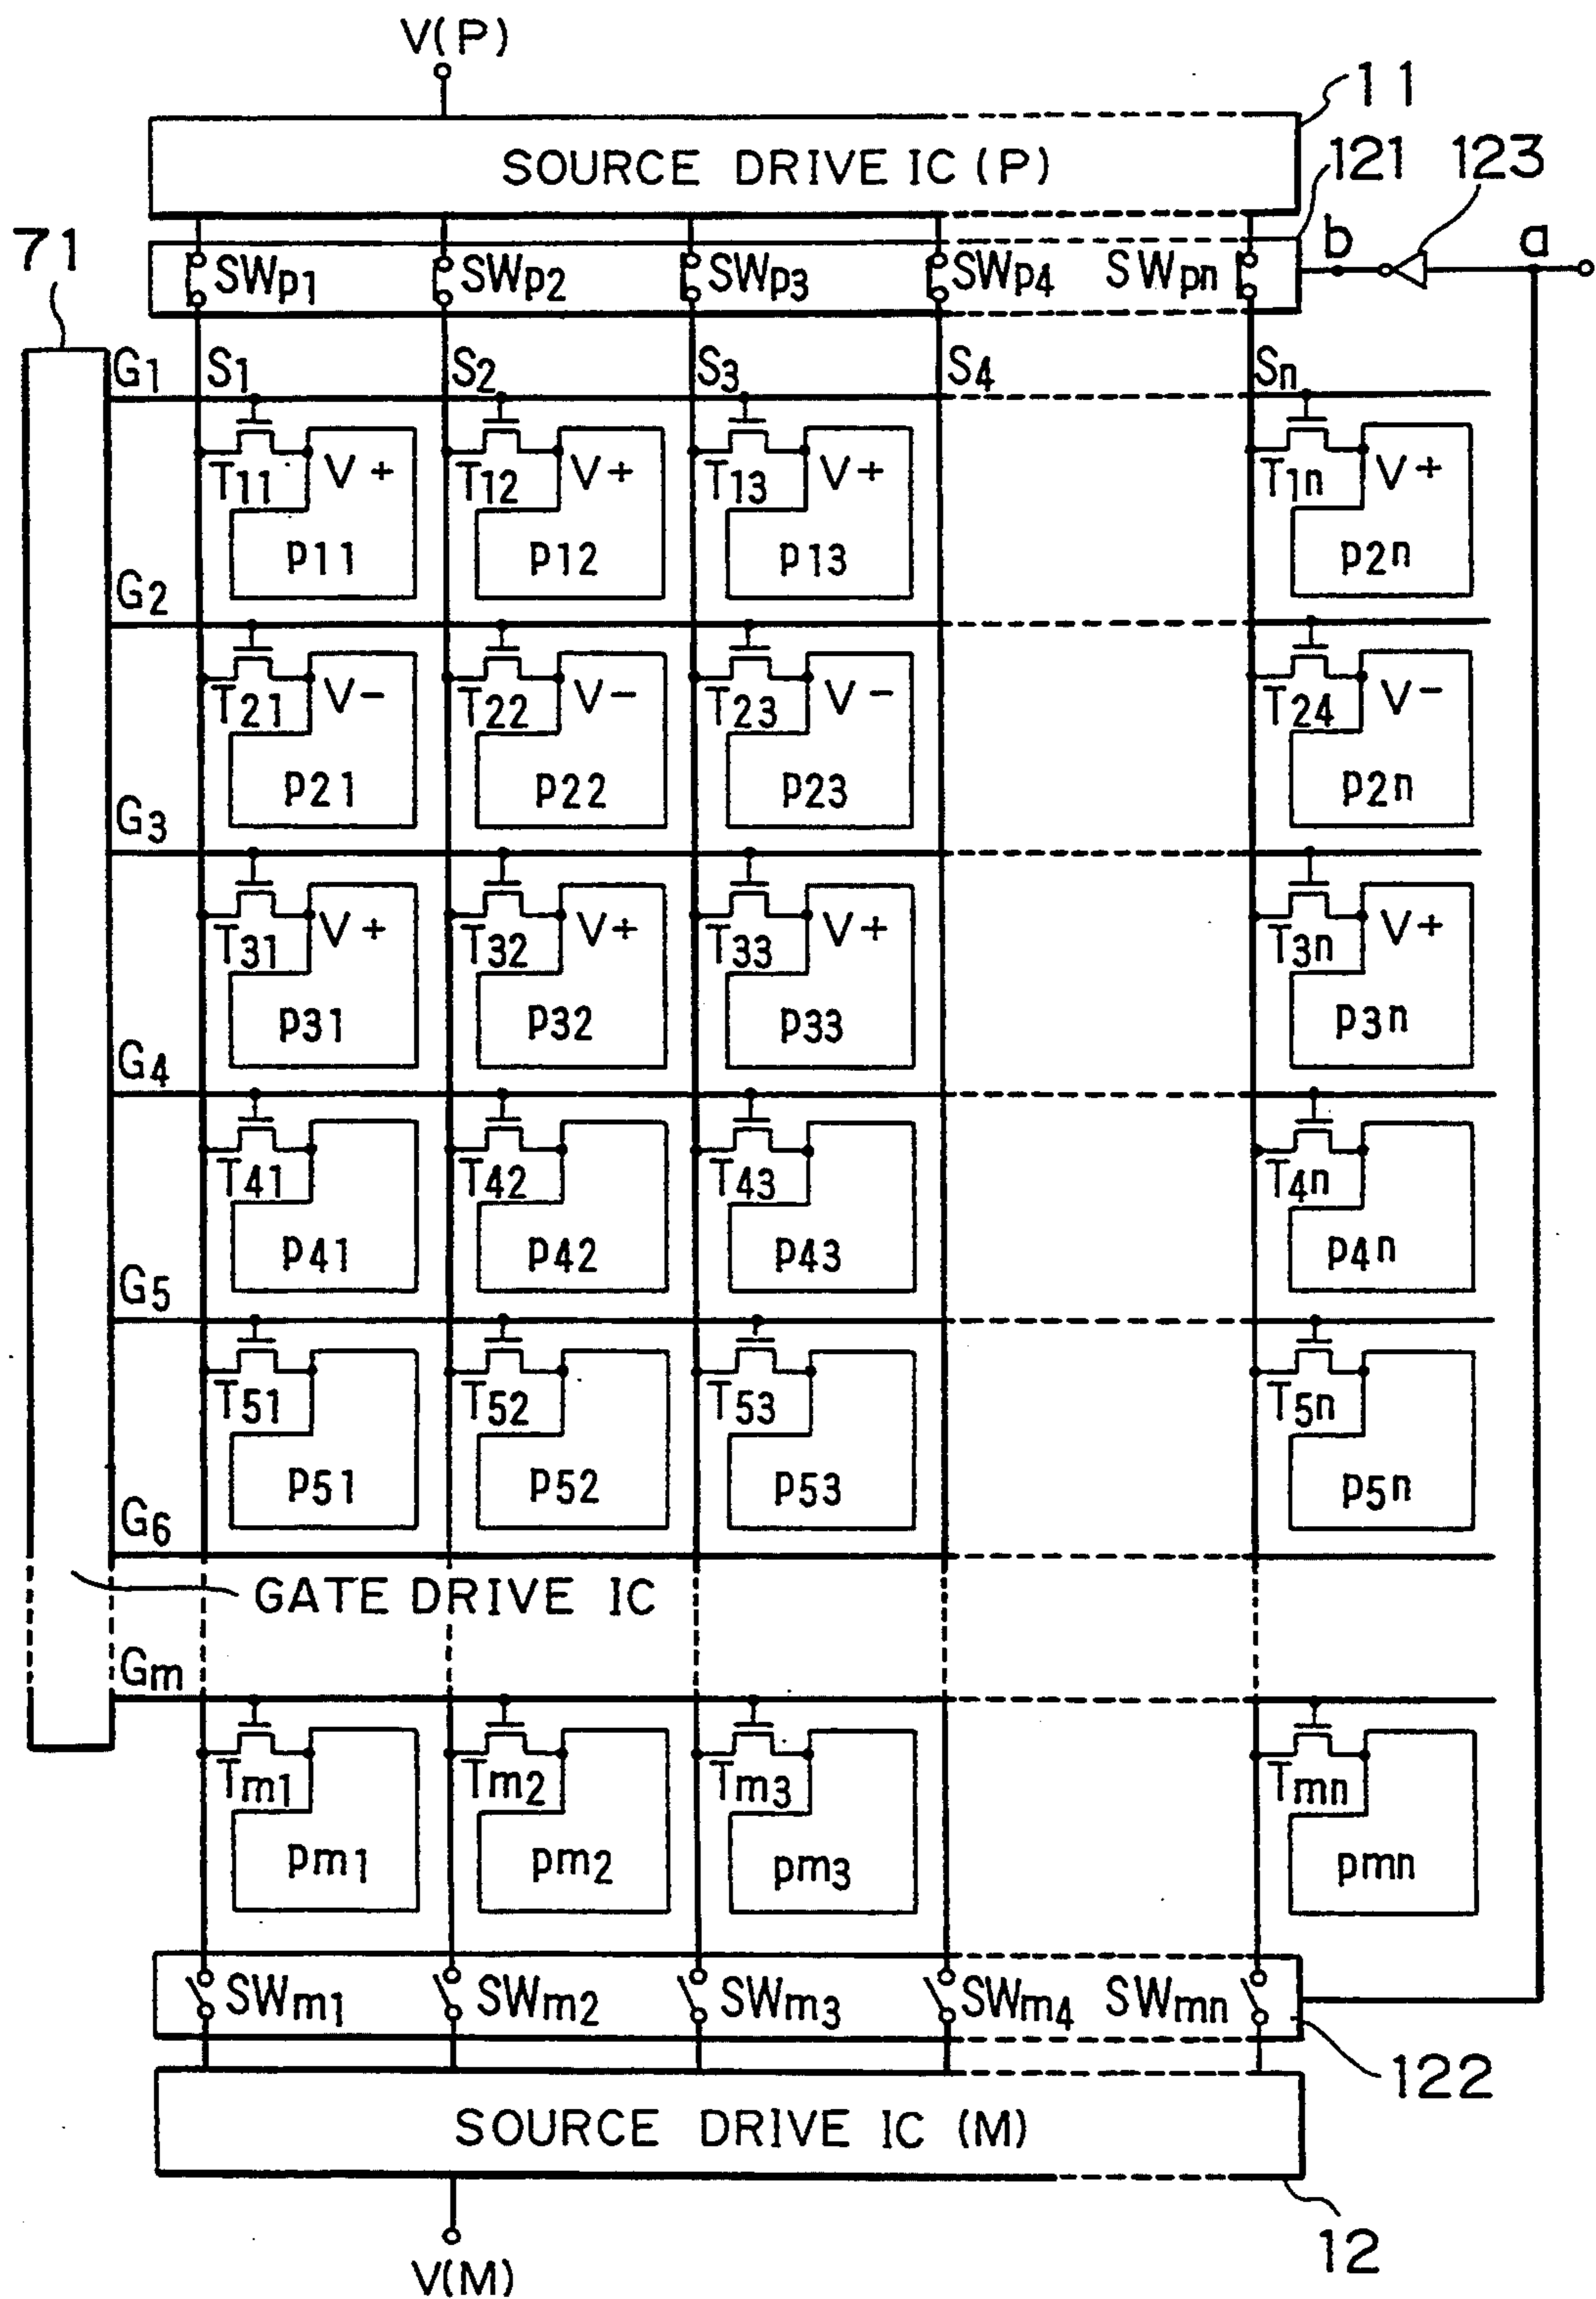 V(P)
11
SOURCE DRIVE IC (P)
121
123
71
b
a
SWp1 SWp2 SWp3 SWp4 SWpn
G1 S1 S2 S3 S4 Sn
T11 V+ T12 V+ T13 V+ T1n V+
p11 p12 p13 p2n
G2
T21 V- T22 V- T23 V- T24 V-
p21 p22 p23 p2n
G3
T31 V+ T32 V+ T33 V+ T3n V+
p31 p32 p33 p3n
G4
T41 T42 T43 T4n
p41 p42 p43 p4n
G5
T51 T52 T53 T5n
p51 p52 p53 p5n
G6
GATE DRIVE IC
Gm
Tm1 Tm2 Tm3 Tmn
pm1 pm2 pm3 pmn
SWm1 SWm2 SWm3 SWm4 SWmn
122
SOURCE DRIVE IC (M)
12
V(M)